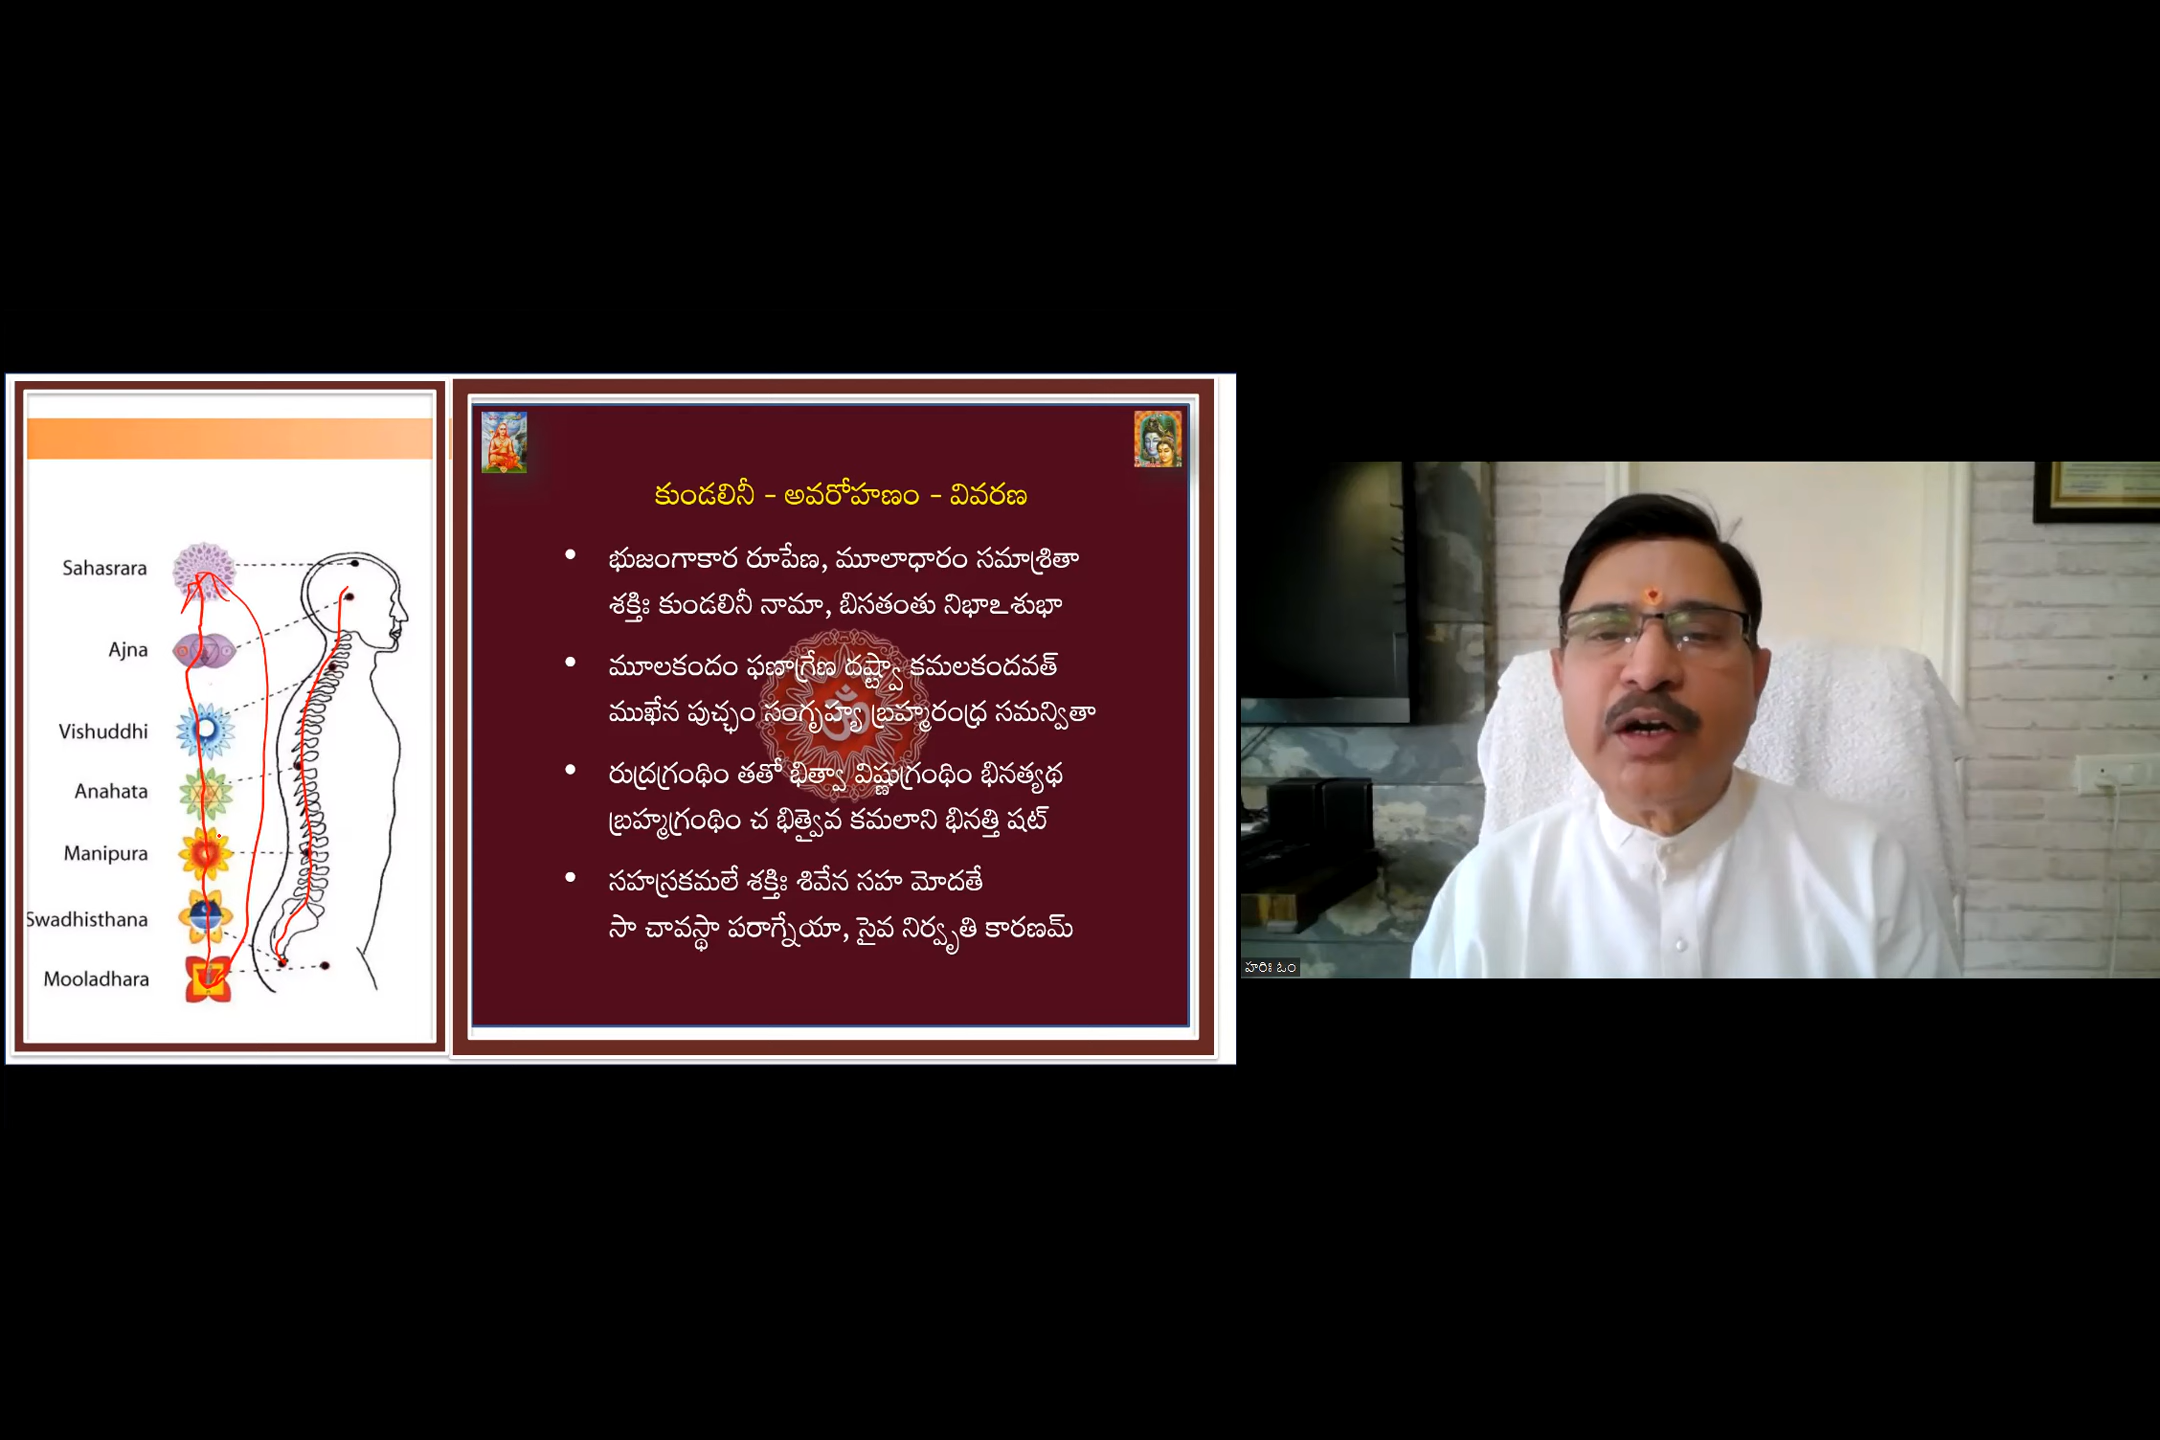 Sahasrara
Ajna
Vishuddhi
Anahata
Manipura
Swadhisthana
Mooladhara
కుండలినీ - అవరోహణం - వివరణ
• భుజంగాకార రూపేణ, మూలాధారం సమాశ్రితా
శక్తిః కుండలినీ నామా, బిసతంతు నిభాఽశుభా
• మూలకందం ఫణాగ్రేణ దష్ట్వా కమలకందవత్
ముఖేన పుచ్ఛం సంగృహ్య బ్రహ్మరంధ్ర సమన్వితా
• రుద్రగ్రంథిం తతో భిత్వా విష్ణుగ్రంథిం భినత్యథ
బ్రహ్మగ్రంథిం చ భిత్వైవ కమలాని భినత్తి షట్
• సహస్రకమలే శక్తిః శివేన సహ మోదతే
సా చావస్థా పరాగ్నేయా, సైవ నిర్వృతి కారణమ్
హరిః ఓం